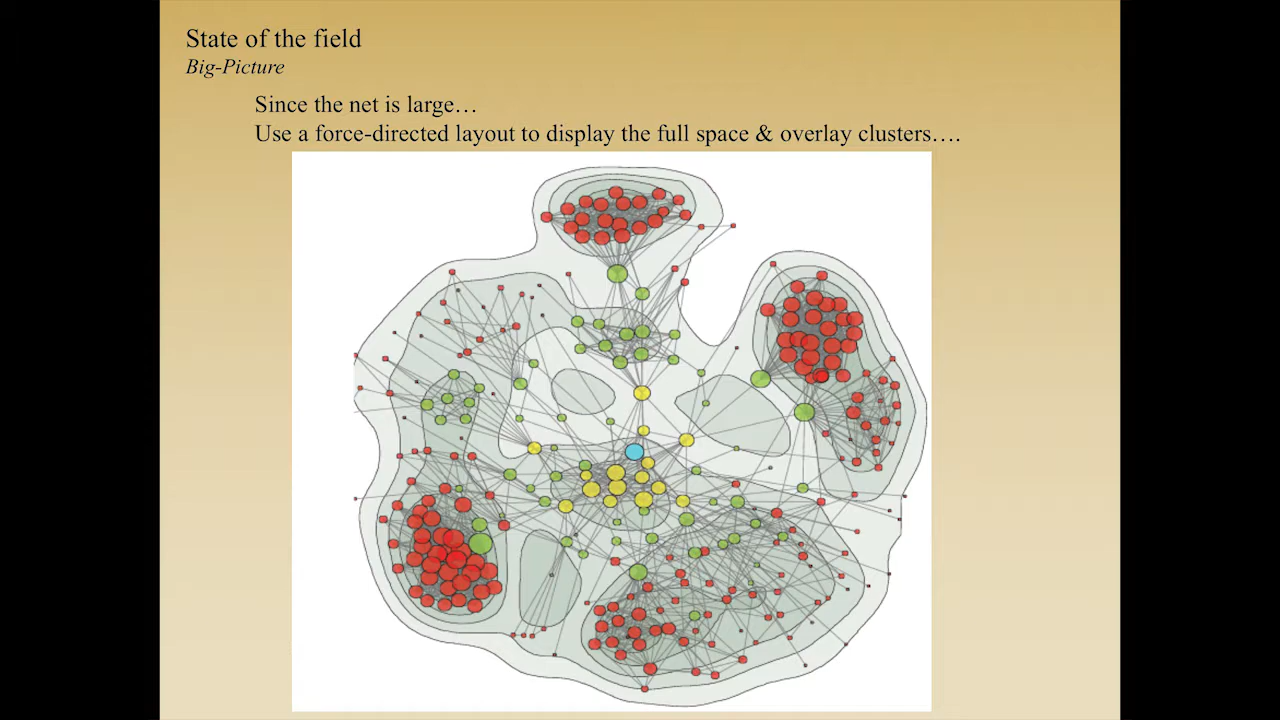 State of the field
Big-Picture
Since the net is large…
Use a force-directed layout to display the full space & overlay clusters….